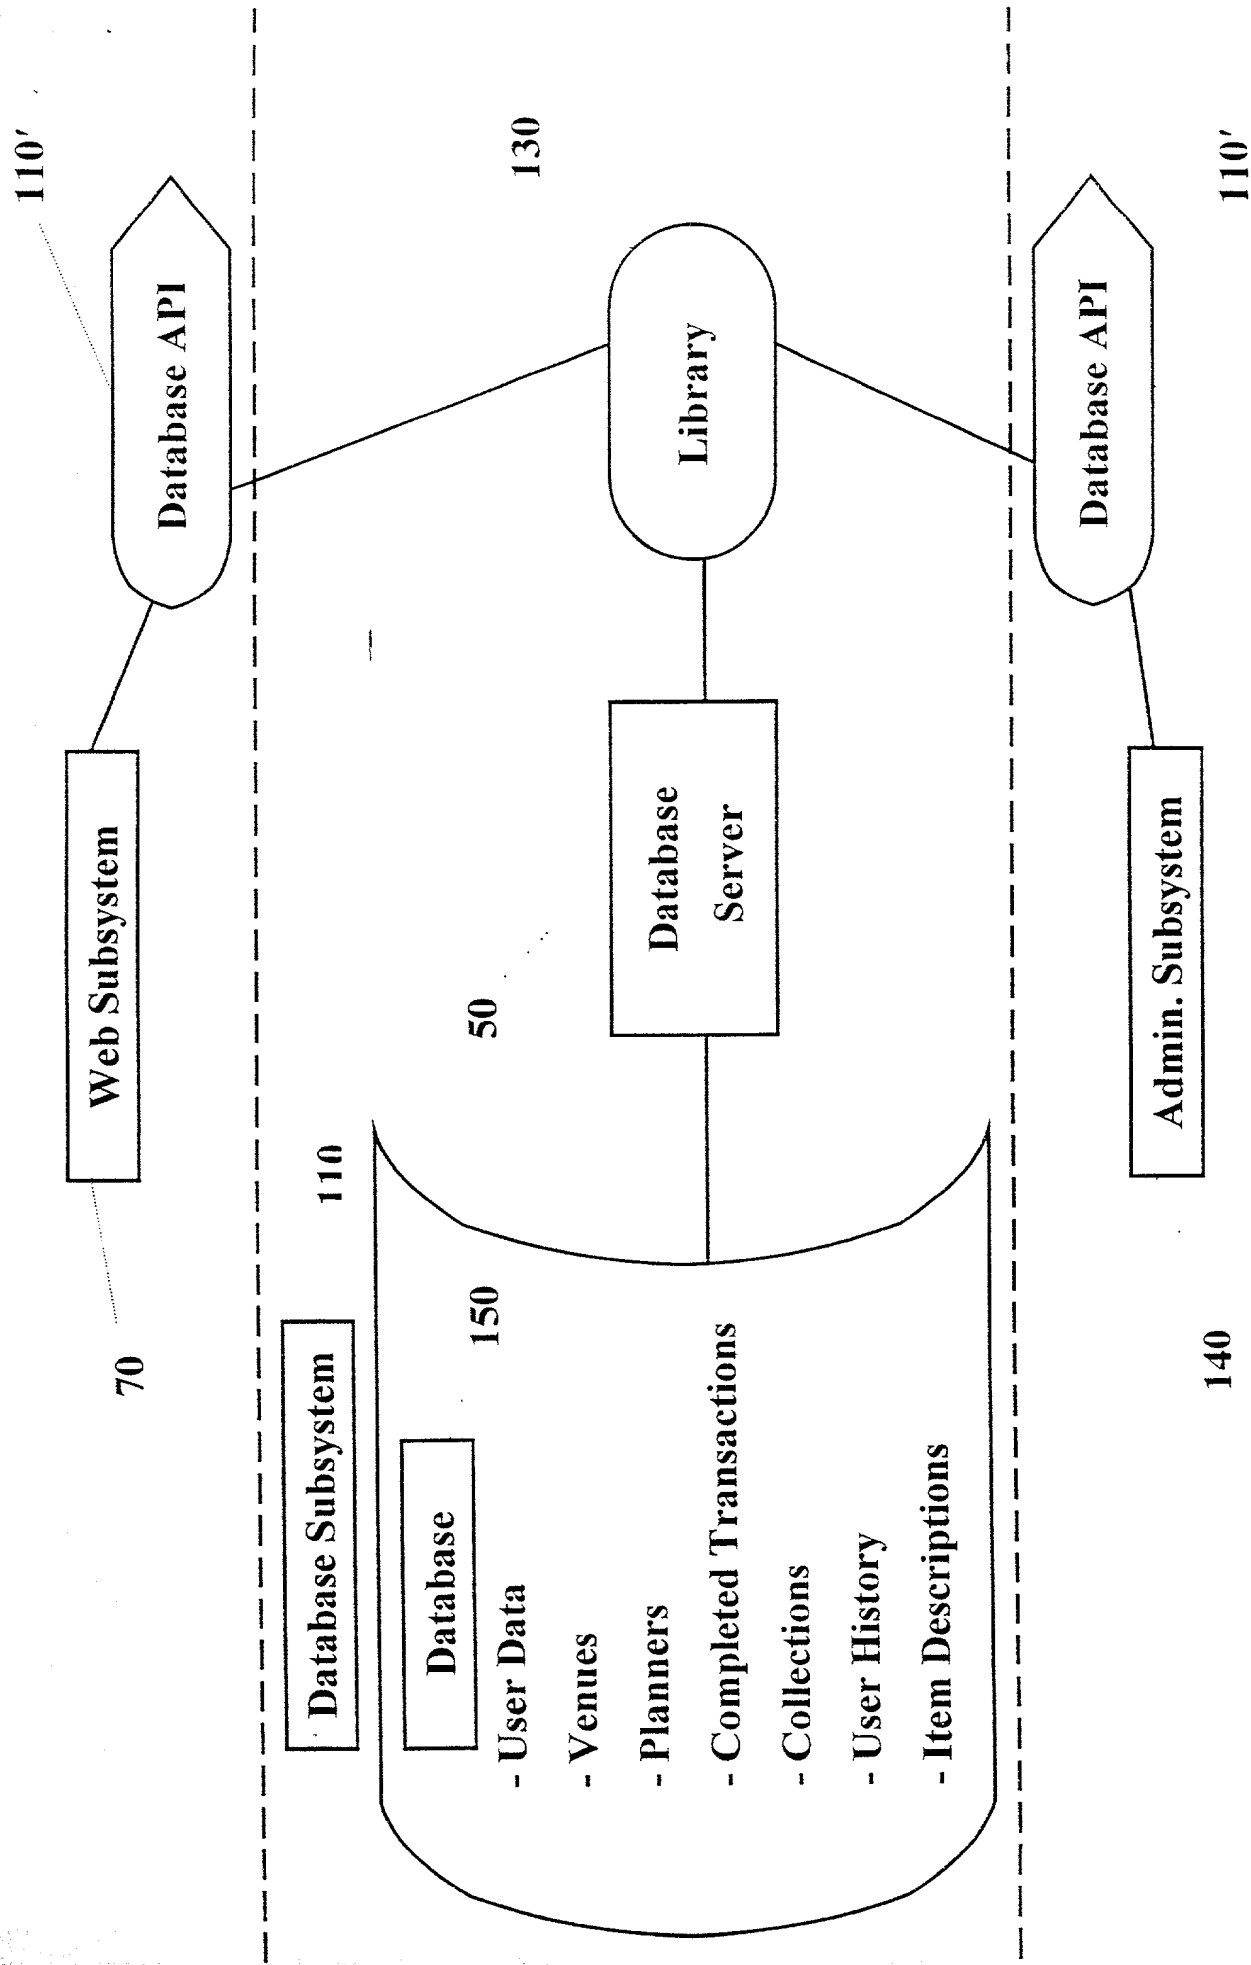 Web Subsystem
70
Database API
110′
Database Subsystem
110
Database
150
- User Data
- Venues
- Planners
- Completed Transactions
- Collections
- User History
- Item Descriptions
50
Database
Server
Library
130
Admin. Subsystem
140
Database API
110′